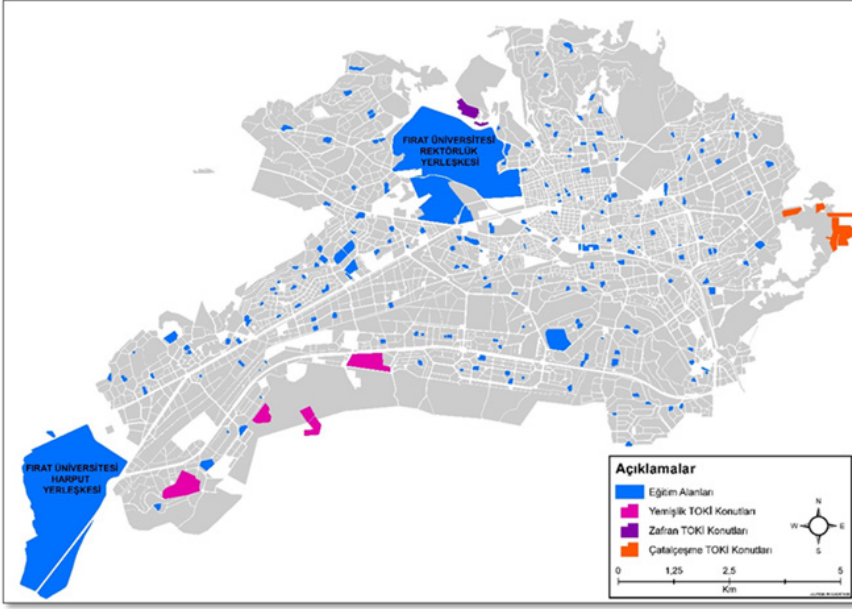 FIRAT ÜNİVERSİTESİ
REKTÖRLÜK
YERLEŞKESİ
FIRAT ÜNİVERSİTESİ
HARPUT
YERLEŞKESİ
Açıklamalar
Eğitim Alanları
Yemişlik TOKİ Konutları
Zafran TOKİ Konutları
Çatalçeşme TOKİ Konutları
N
W E
S
0 1,25 2,5 5
Km